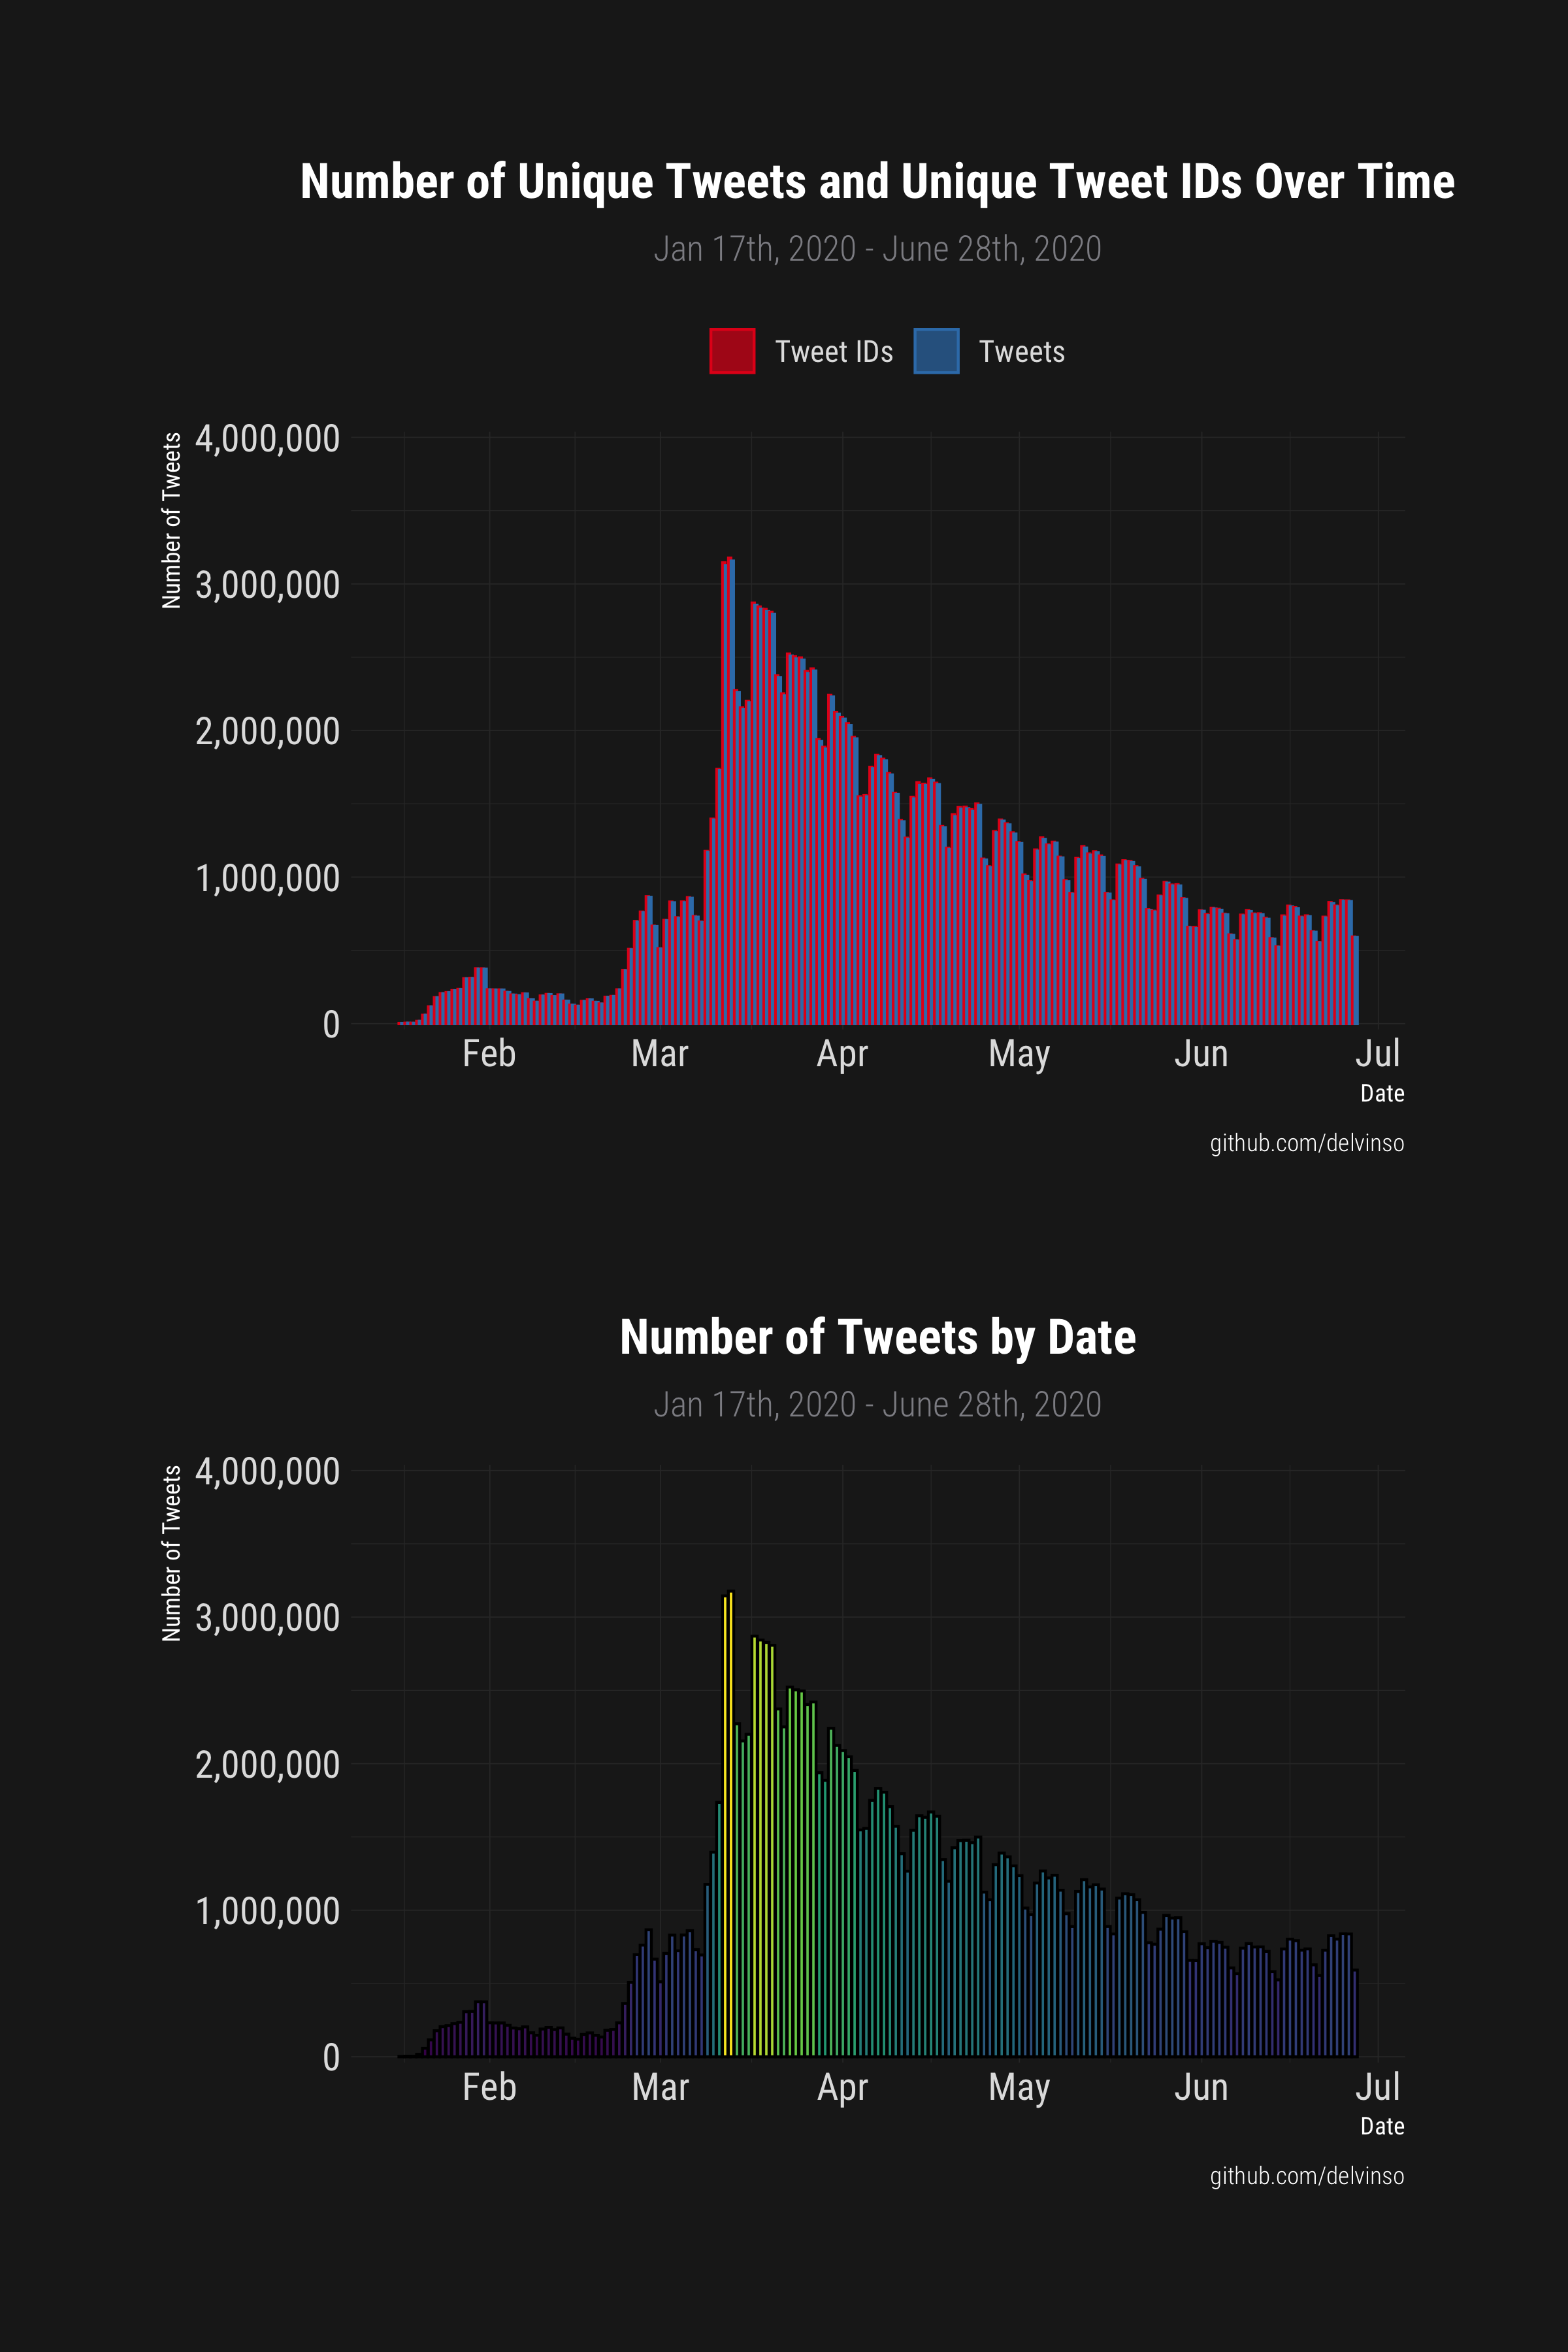 Number of Unique Tweets and Unique Tweet IDs Over Time
Jan 17th, 2020 - June 28th, 2020
Tweet IDs Tweets
Number of Tweets
4,000,000
3,000,000
2,000,000
1,000,000
0
Feb Mar Apr May Jun Jul
Date
github.com/delvinso
Number of Tweets by Date
Jan 17th, 2020 - June 28th, 2020
Number of Tweets
4,000,000
3,000,000
2,000,000
1,000,000
0
Feb Mar Apr May Jun Jul
Date
github.com/delvinso